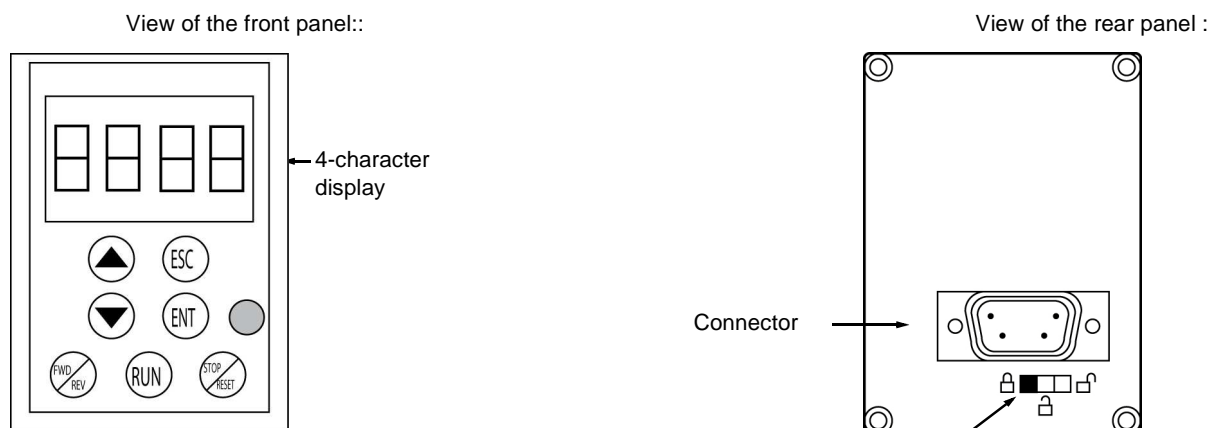 View of the front panel::
View of the rear panel :
4-character
display
ESC
ENT
FWD
REV
RUN
STOP
RESET
Connector